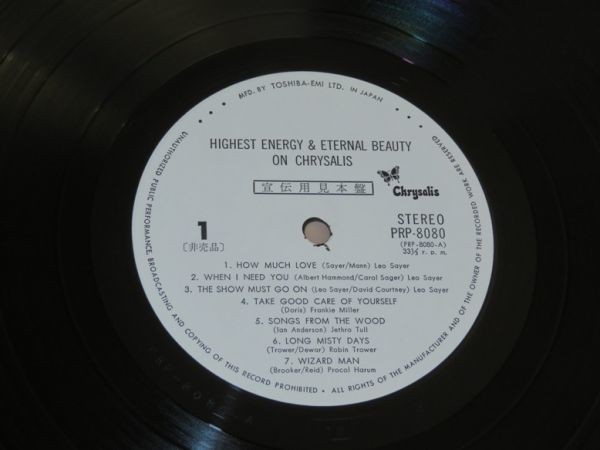 MFD. BY TOSHIBA-EMI LTD. IN JAPAN
HIGHEST ENERGY & ETERNAL BEAUTY
ON CHRYSALIS
宣伝用見本盤
Chrysalis
1
〔非売品〕
STEREO
PRP-8080
(PRP-8080-A)
33⅓ r. p. m.
1. HOW MUCH LOVE (Sayer/Mann) Leo Sayer
2. WHEN I NEED YOU (Albert Hammond/Carol Sager) Leo Sayer
3. THE SHOW MUST GO ON (Leo Sayer/David Courtney) Leo Sayer
4. TAKE GOOD CARE OF YOURSELF
(Doris) Frankie Miller
5. SONGS FROM THE WOOD
(Ian Anderson) Jethro Tull
6. LONG MISTY DAYS
(Trower/Dewar) Robin Trower
7. WIZARD MAN
(Brooker/Reid) Procol Harum
UNAUTHORIZED PUBLIC PERFORMANCE, BROADCASTING AND COPYING OF THIS RECORD PROHIBITED • ALL RIGHTS OF THE MANUFACTURER AND OF THE OWNER OF THE RECORDED WORK ARE RESERVED